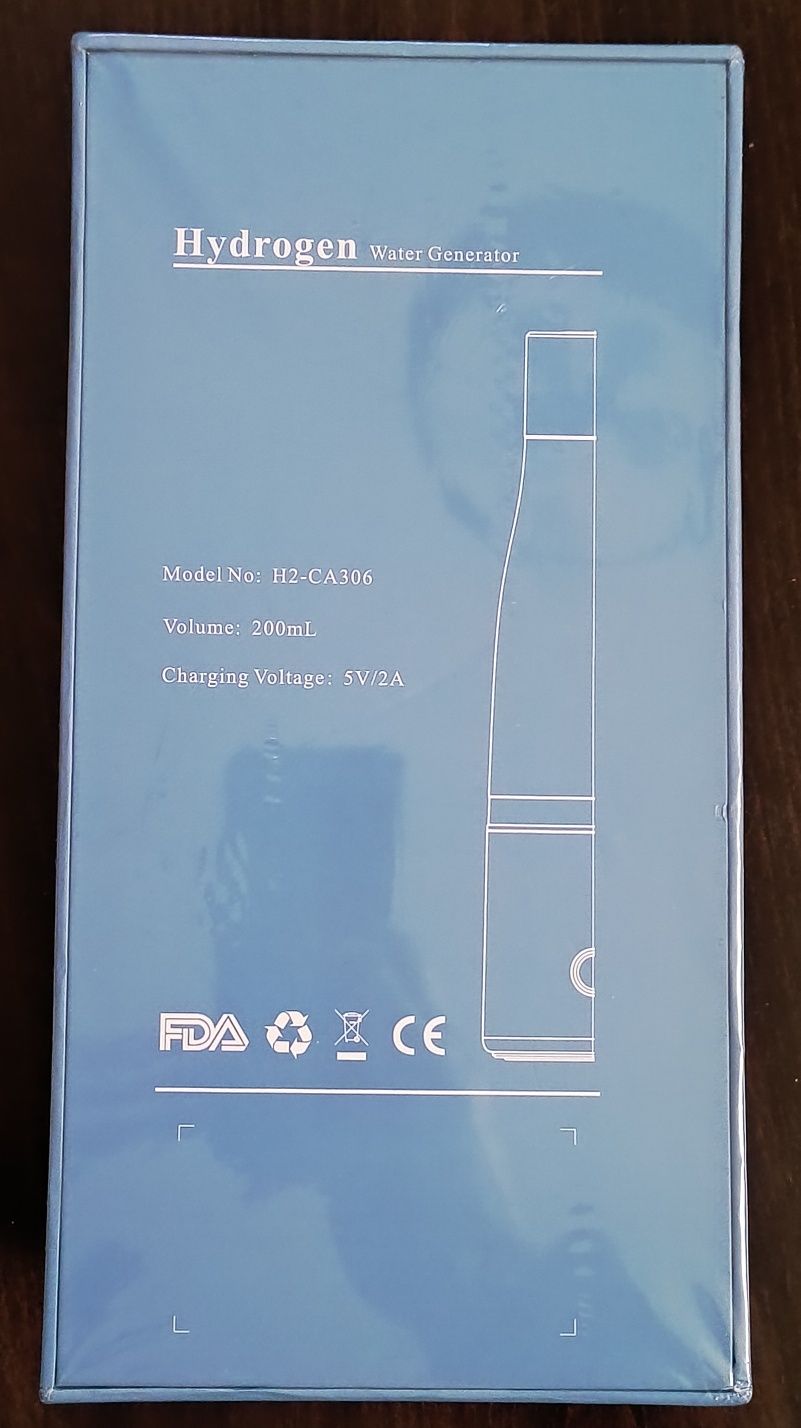 Hydrogen Water Generator
Model No: H2-CA306
Volume: 200mL
Charging Voltage: 5V/2A
FDA CE